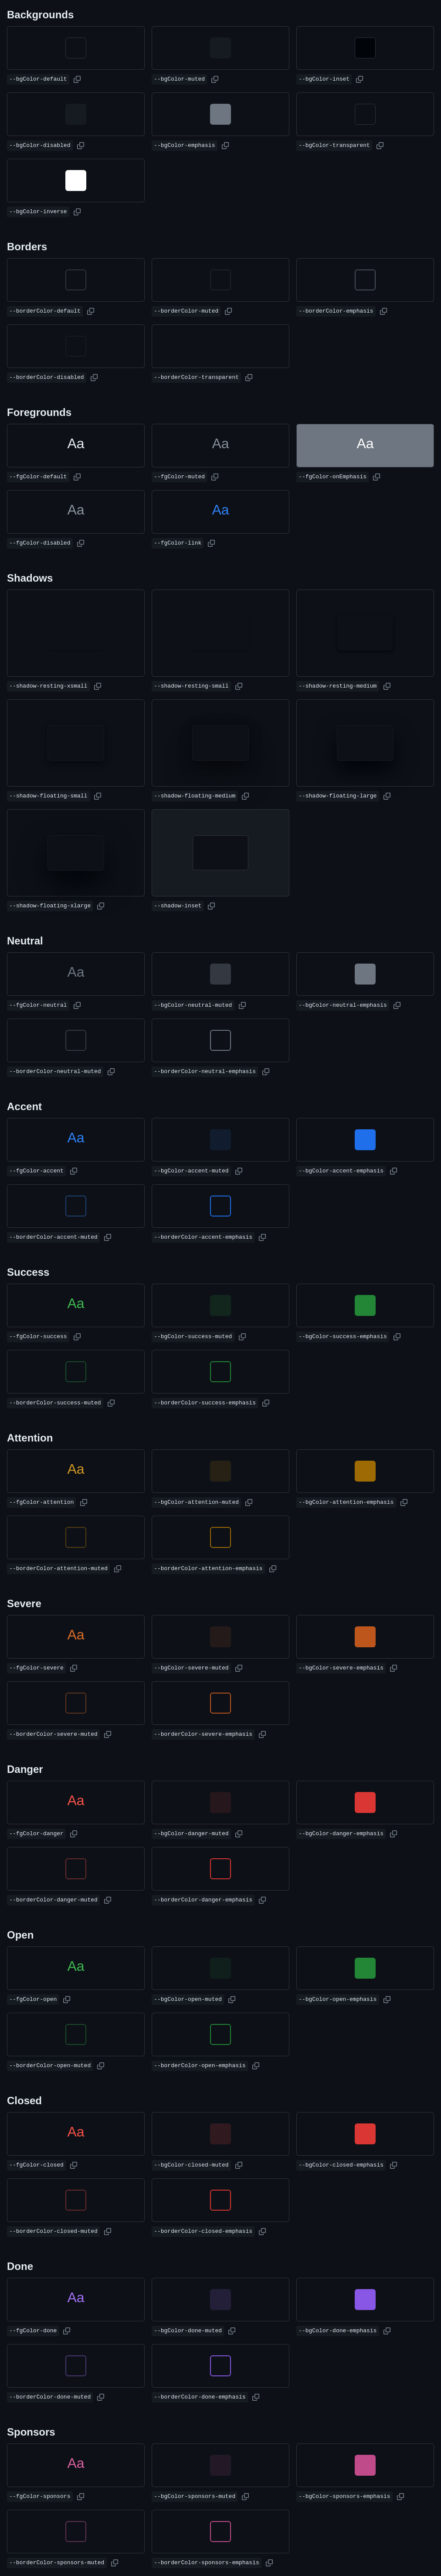 Backgrounds
--bgColor-default --bgColor-muted --bgColor-inset
--bgColor-disabled --bgColor-emphasis --bgColor-transparent
--bgColor-inverse
Borders
--borderColor-default --borderColor-muted --borderColor-emphasis
--borderColor-disabled --borderColor-transparent
Foregrounds
Aa Aa Aa
--fgColor-default --fgColor-muted --fgColor-onEmphasis
Aa Aa
--fgColor-disabled --fgColor-link
Shadows
--shadow-resting-xsmall --shadow-resting-small --shadow-resting-medium
--shadow-floating-small --shadow-floating-medium --shadow-floating-large
--shadow-floating-xlarge --shadow-inset
Neutral
Aa
--fgColor-neutral --bgColor-neutral-muted --bgColor-neutral-emphasis
--borderColor-neutral-muted --borderColor-neutral-emphasis
Accent
Aa
--fgColor-accent --bgColor-accent-muted --bgColor-accent-emphasis
--borderColor-accent-muted --borderColor-accent-emphasis
Success
Aa
--fgColor-success --bgColor-success-muted --bgColor-success-emphasis
--borderColor-success-muted --borderColor-success-emphasis
Attention
Aa
--fgColor-attention --bgColor-attention-muted --bgColor-attention-emphasis
--borderColor-attention-muted --borderColor-attention-emphasis
Severe
Aa
--fgColor-severe --bgColor-severe-muted --bgColor-severe-emphasis
--borderColor-severe-muted --borderColor-severe-emphasis
Danger
Aa
--fgColor-danger --bgColor-danger-muted --bgColor-danger-emphasis
--borderColor-danger-muted --borderColor-danger-emphasis
Open
Aa
--fgColor-open --bgColor-open-muted --bgColor-open-emphasis
--borderColor-open-muted --borderColor-open-emphasis
Closed
Aa
--fgColor-closed --bgColor-closed-muted --bgColor-closed-emphasis
--borderColor-closed-muted --borderColor-closed-emphasis
Done
Aa
--fgColor-done --bgColor-done-muted --bgColor-done-emphasis
--borderColor-done-muted --borderColor-done-emphasis
Sponsors
Aa
--fgColor-sponsors --bgColor-sponsors-muted --bgColor-sponsors-emphasis
--borderColor-sponsors-muted --borderColor-sponsors-emphasis